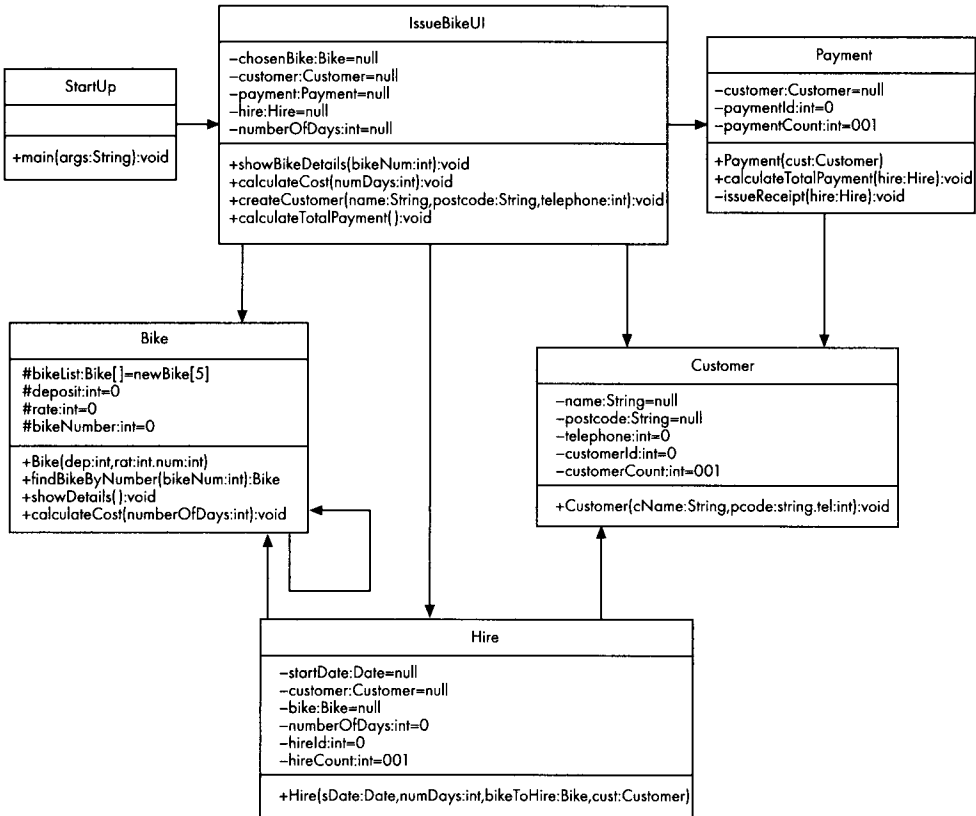 IssueBikeUI
–chosenBike:Bike=null
–customer:Customer=null
–payment:Payment=null
–hire:Hire=null
–numberOfDays:int=null
+showBikeDetails(bikeNum:int):void
+calculateCost(numDays:int):void
+createCustomer(name:String,postcode:String,telephone:int):void
+calculateTotalPayment():void
StartUp
+main(args:String):void
Payment
–customer:Customer=null
–paymentId:int=0
–paymentCount:int=001
+Payment(cust:Customer)
+calculateTotalPayment(hire:Hire):void
–issueReceipt(hire:Hire):void
Bike
#bikeList:Bike[]=newBike[5]
#deposit:int=0
#rate:int=0
#bikeNumber:int=0
+Bike(dep:int,rat:int.num:int)
+findBikeByNumber(bikeNum:int):Bike
+showDetails():void
+calculateCost(numberOfDays:int):void
Customer
–name:String=null
–postcode:String=null
–telephone:int=0
–customerId:int=0
–customerCount:int=001
+Customer(cName:String,pcode:string.tel:int):void
Hire
–startDate:Date=null
–customer:Customer=null
–bike:Bike=null
–numberOfDays:int=0
–hireId:int=0
–hireCount:int=001
+Hire(sDate:Date,numDays:int,bikeToHire:Bike,cust:Customer)